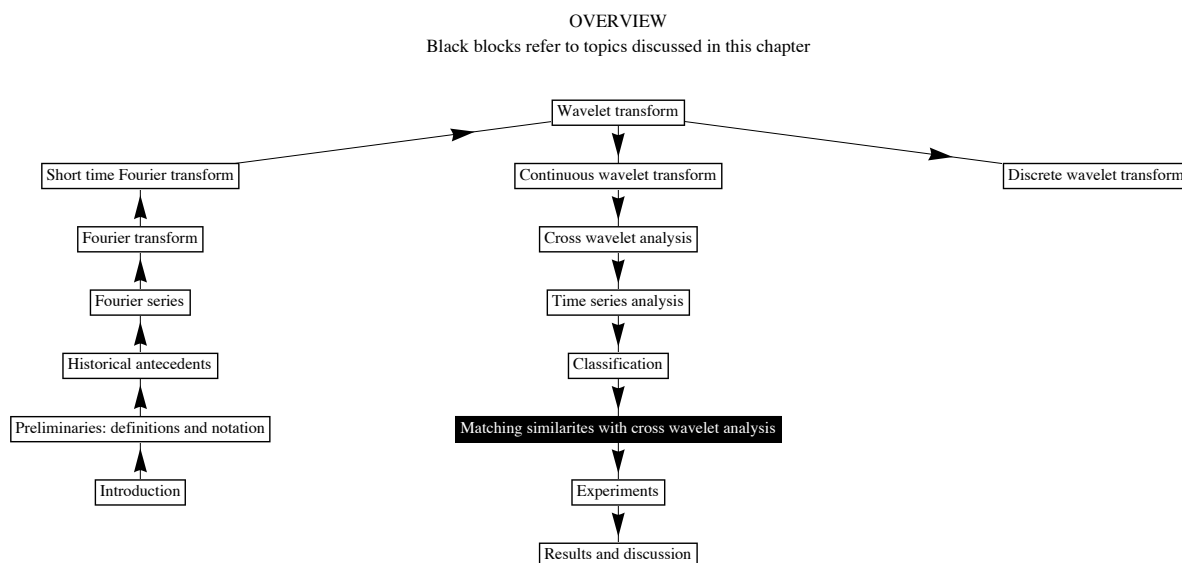 OVERVIEW
Black blocks refer to topics discussed in this chapter
Wavelet transform
Short time Fourier transform
Continuous wavelet transform
Discrete wavelet transform
Fourier transform
Cross wavelet analysis
Fourier series
Time series analysis
Historical antecedents
Classification
Preliminaries: definitions and notation
Matching similarites with cross wavelet analysis
Introduction
Experiments
Results and discussion